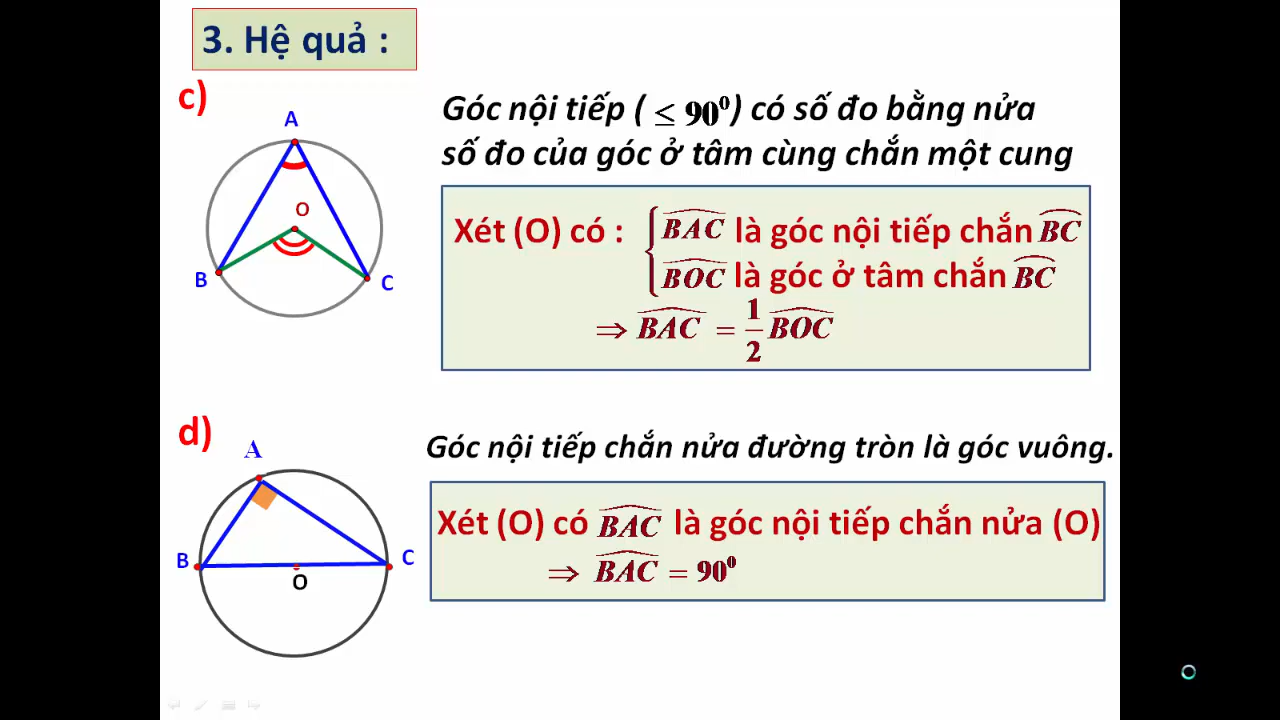 3. Hệ quả :
c)
A
O
B
C
Góc nội tiếp ( ≤ 90⁰) có số đo bằng nửa
số đo của góc ở tâm cùng chắn một cung
Xét (O) có : { BAC là góc nội tiếp chắn BC
BOC là góc ở tâm chắn BC
⇒ BAC = 1/2 BOC
d)
A
B
C
O
Góc nội tiếp chắn nửa đường tròn là góc vuông.
Xét (O) có BAC là góc nội tiếp chắn nửa (O)
⇒ BAC = 90⁰